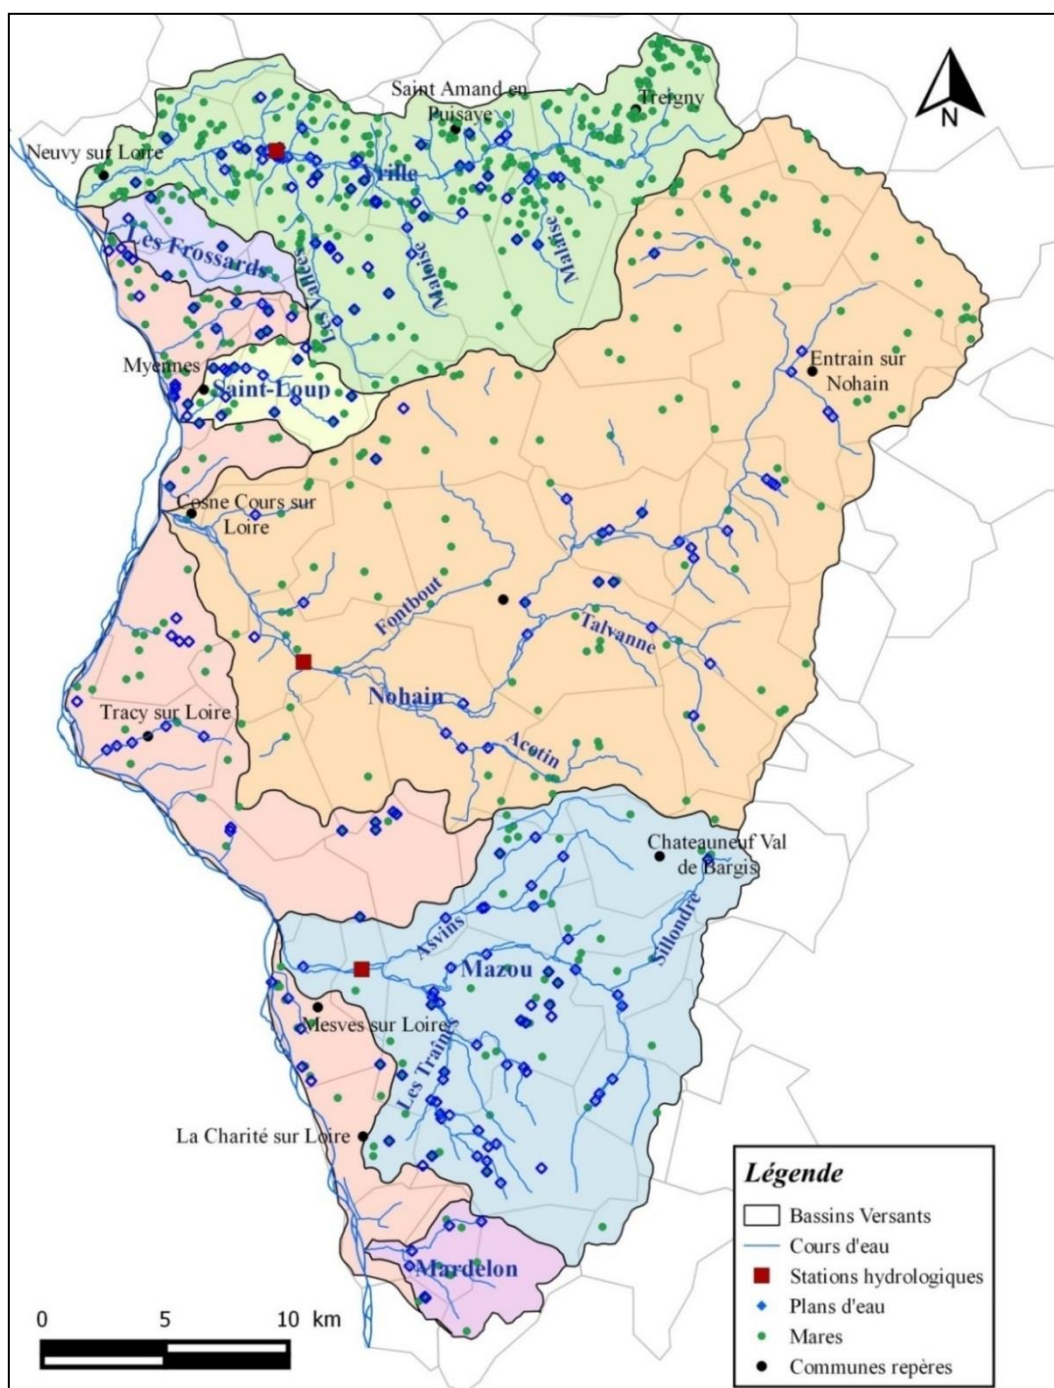 Saint Amand en
Puisaye
Treigny
N
Neuvy sur Loire
Vrille
Les Frossards
Les Vallées
Maloise
Malaise
Myennes
Saint-Loup
Entrain sur
Nohain
Cosne Cours sur
Loire
Fontbout
Talvanne
Nohain
Tracy sur Loire
Acotin
Chateauneuf Val
de Bargis
Asvins
Sillondre
Mazou
Mesves sur Loire
Les Traînes
La Charité sur Loire
Mardelon
Légende
Bassins Versants
Cours d'eau
Stations hydrologiques
Plans d'eau
Mares
Communes repères
0 5 10 km